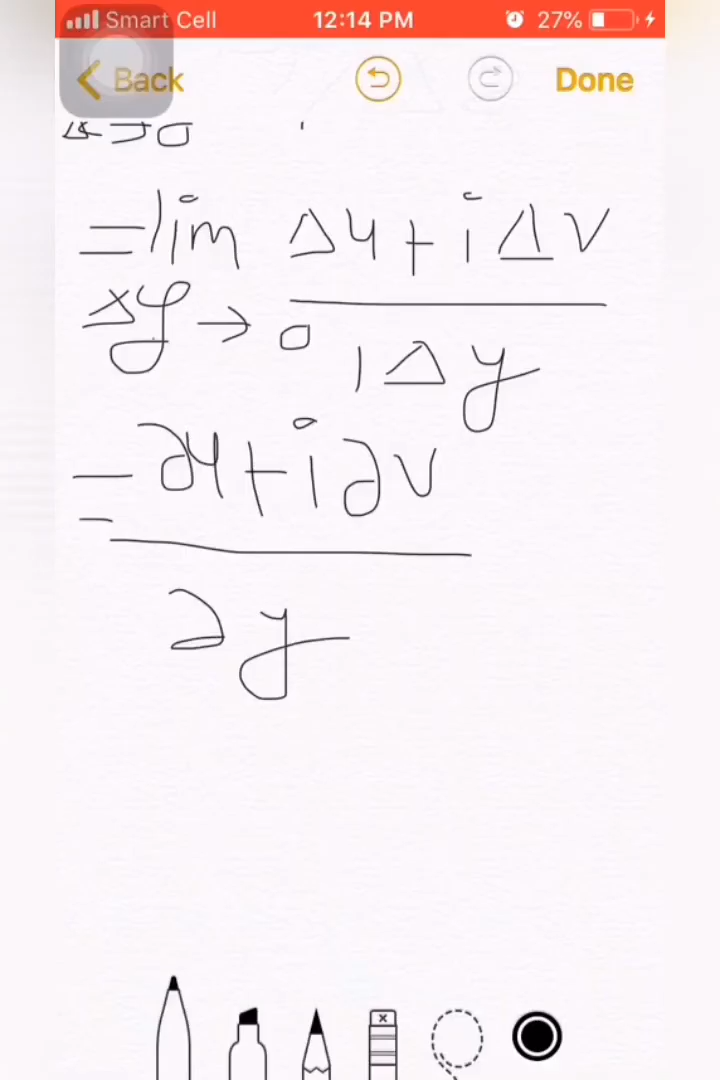 Smart Cell 12:14 PM 27%
Back Done
=lim Δu + iΔv
Δy → 0 iΔy
= ∂u + i∂v
∂y